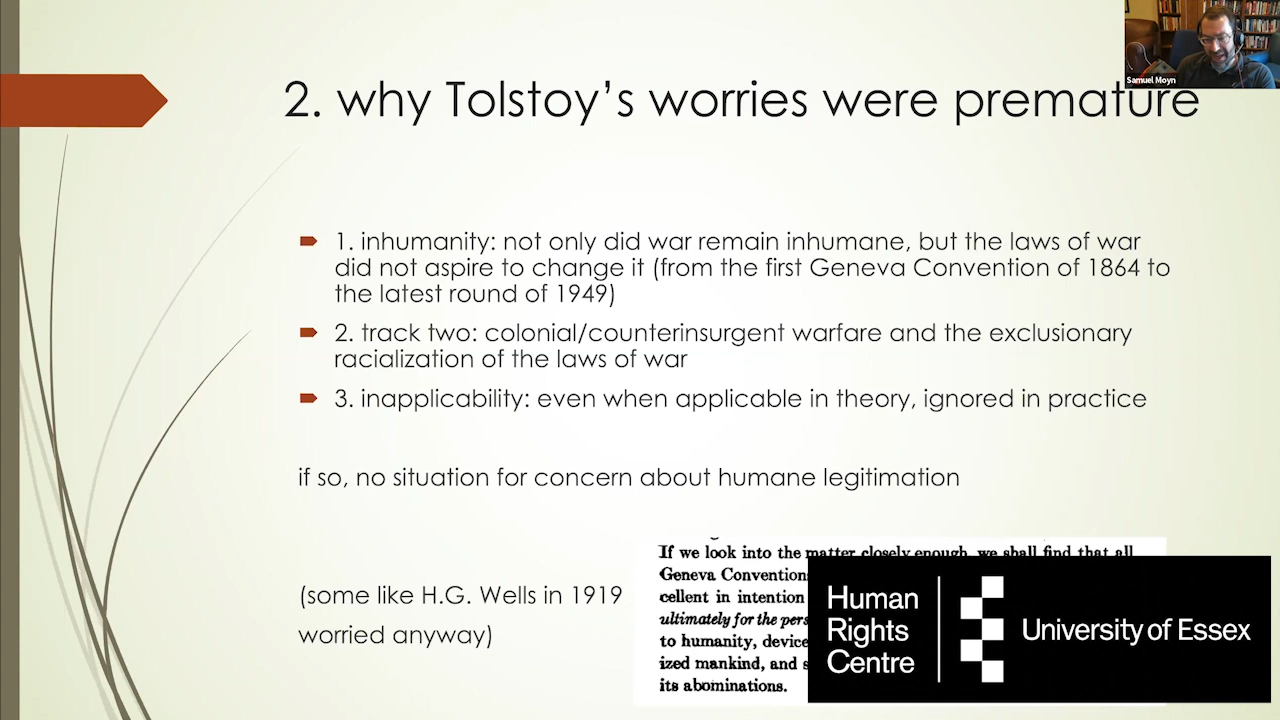 Samuel Moyn
2. why Tolstoy's worries were premature
1. inhumanity: not only did war remain inhumane, but the laws of war
did not aspire to change it (from the first Geneva Convention of 1864 to
the latest round of 1949)
2. track two: colonial/counterinsurgent warfare and the exclusionary
racialization of the laws of war
3. inapplicability: even when applicable in theory, ignored in practice
if so, no situation for concern about humane legitimation
(some like H.G. Wells in 1919
worried anyway)
If we look into the matter closely enough, we shall find that all
Geneva Conventions
cellent in intention
ultimately for the pers
to humanity, device
ized mankind, and s
its abominations.
Human
Rights
Centre
University of Essex